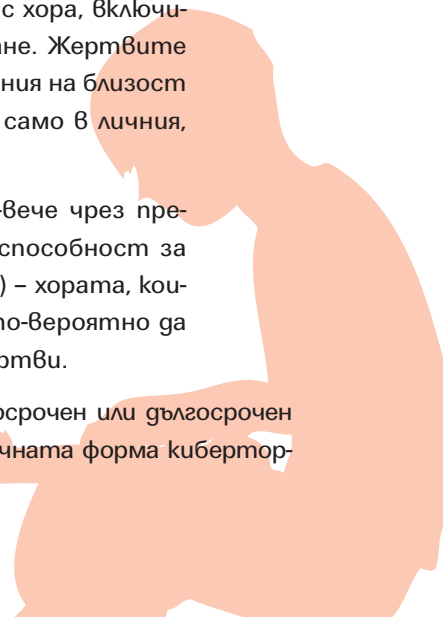 с хора, включи-
не. Жертвите
ния на близост
само в личния,
вече чрез пре-
способност за
) – хората, кои-
по-вероятно да
ртви.
осрочен или дългосрочен
чната форма кибертор-